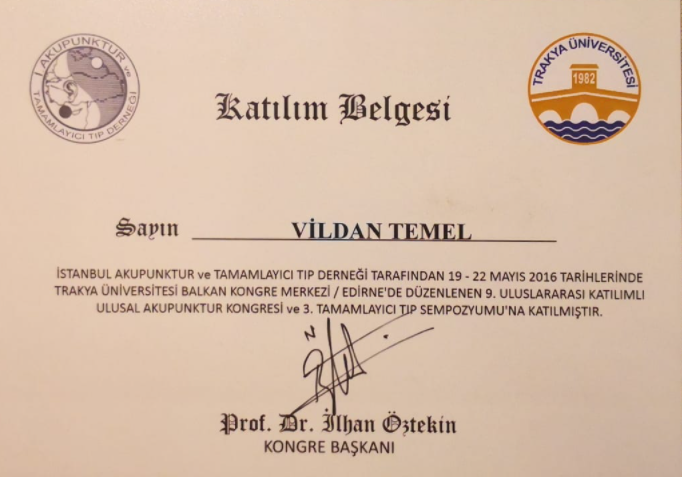 İ AKUPUNKTUR ve
TAMAMLAYICI TIP DERNEĞİ
TRAKYA ÜNİVERSİTESİ
1982
Katılım Belgesi
Sayın VİLDAN TEMEL
İSTANBUL AKUPUNKTUR ve TAMAMLAYICI TIP DERNEĞİ TARAFINDAN 19 - 22 MAYIS 2016 TARİHLERİNDE
TRAKYA ÜNİVERSİTESİ BALKAN KONGRE MERKEZİ / EDİRNE'DE DÜZENLENEN 9. ULUSLARARASI KATILIMLI
ULUSAL AKUPUNKTUR KONGRESİ ve 3. TAMAMLAYICI TIP SEMPOZYUMU'NA KATILMIŞTIR.
Prof. Dr. İlhan Öztekin
KONGRE BAŞKANI